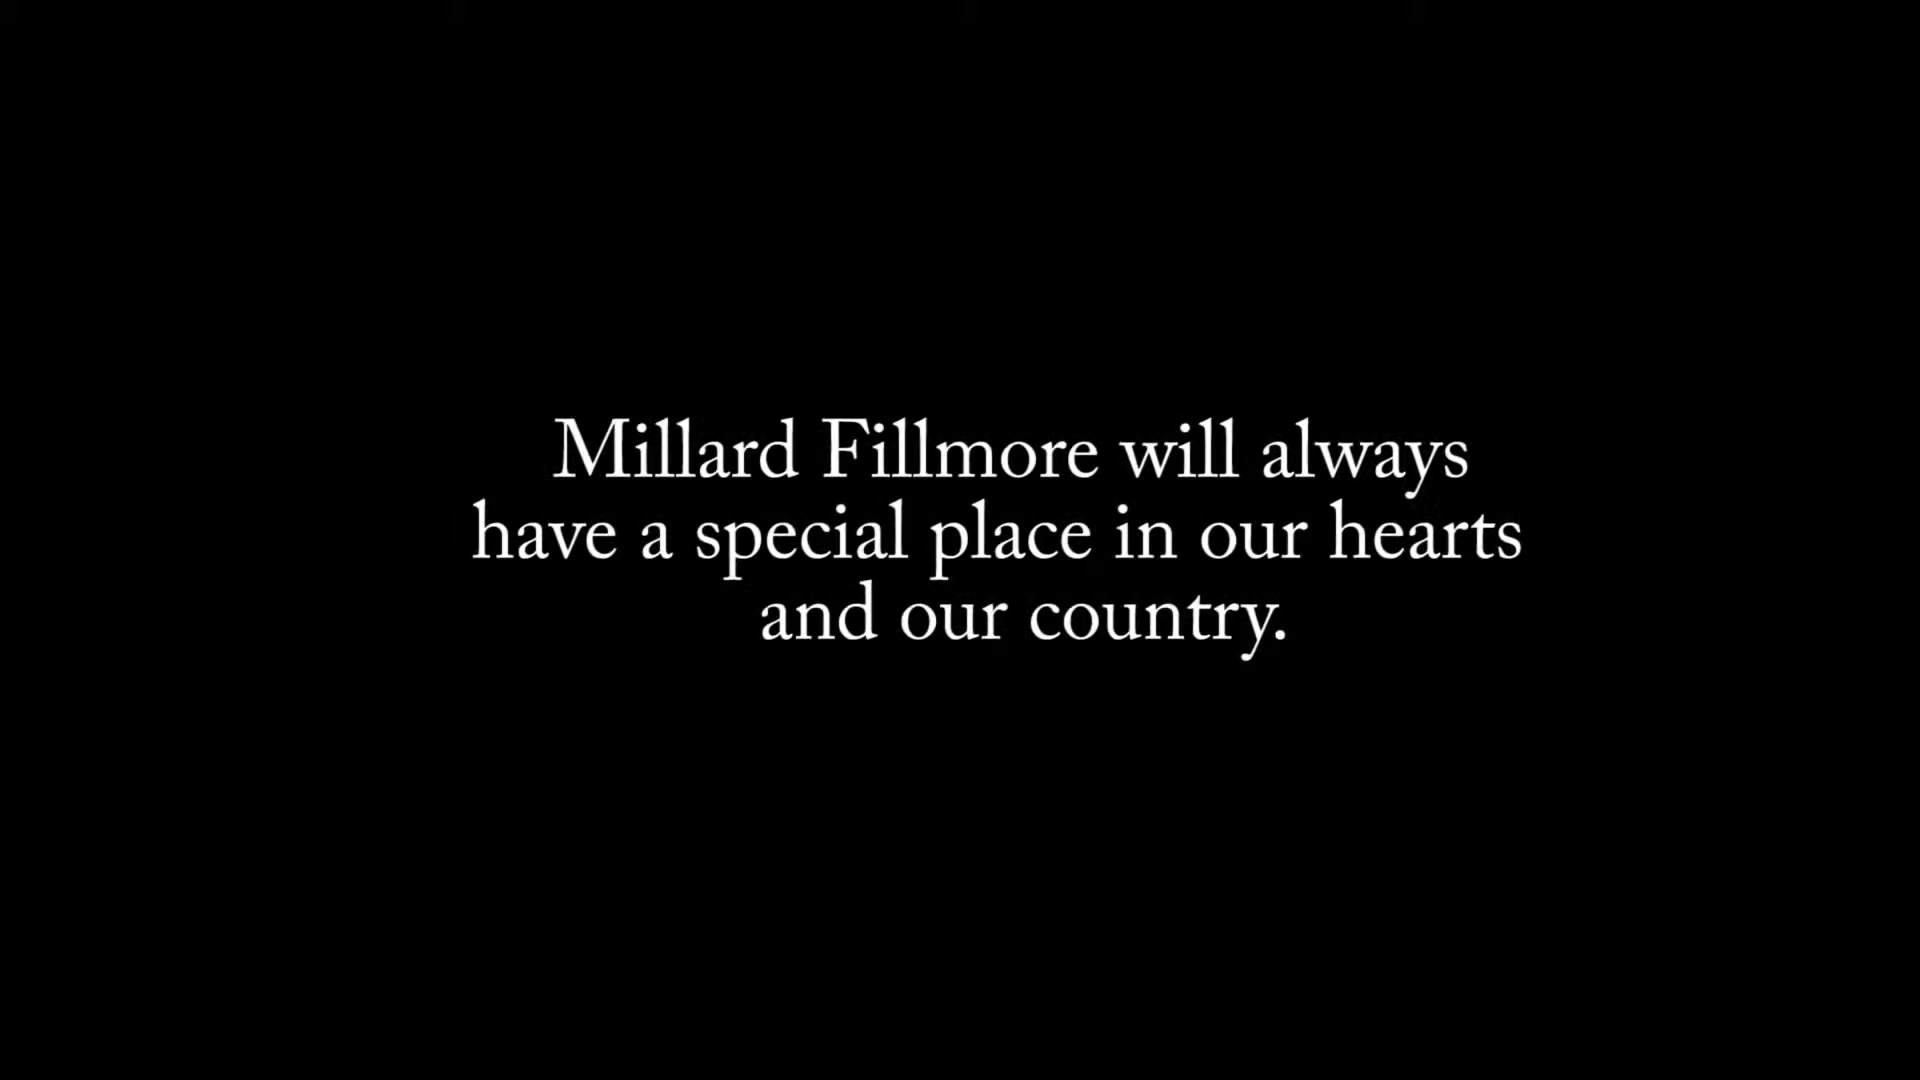 Millard Fillmore will always
have a special place in our hearts
and our country.